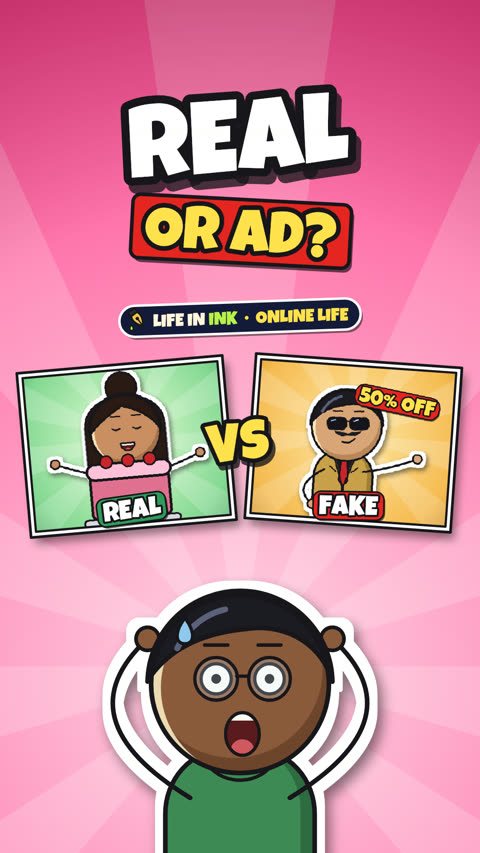 REAL
OR AD?
LIFE IN INK · ONLINE LIFE
50% OFF
VS
REAL
FAKE